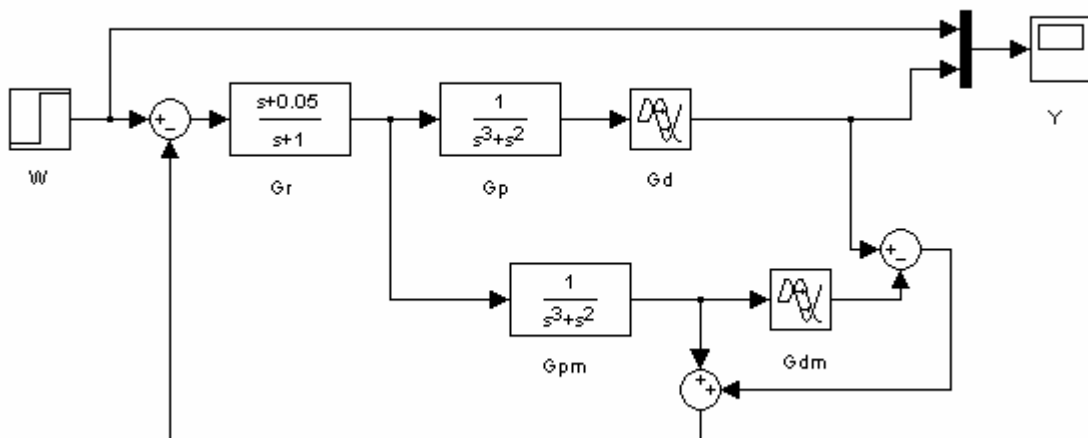 +
−
s+0.05
s+1
1
s³+s²
Y
W
Gr
Gp
Gd
+
−
1
s³+s²
Gpm
Gdm
+
+